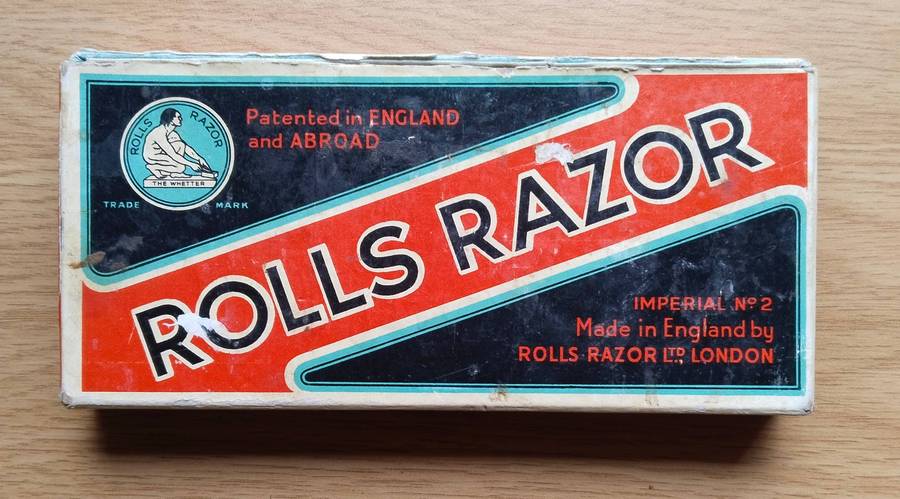 ROLLS RAZOR
THE WHETTER
TRADE MARK
Patented in ENGLAND
and ABROAD
ROLLS RAZOR
IMPERIAL Nº 2
Made in England by
ROLLS RAZOR LTD LONDON